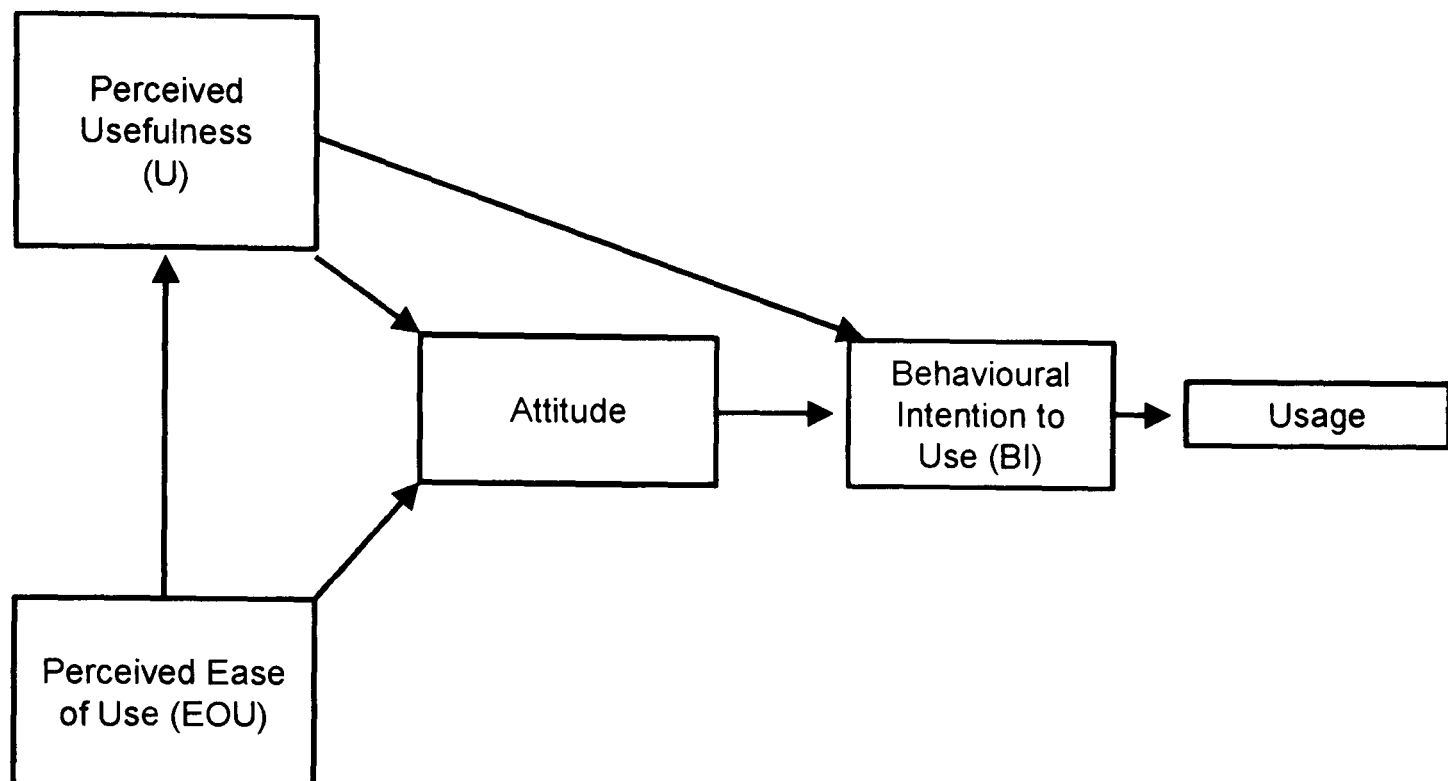 Perceived
Usefulness
(U)
Attitude
Behavioural
Intention to
Use (BI)
Usage
Perceived Ease
of Use (EOU)